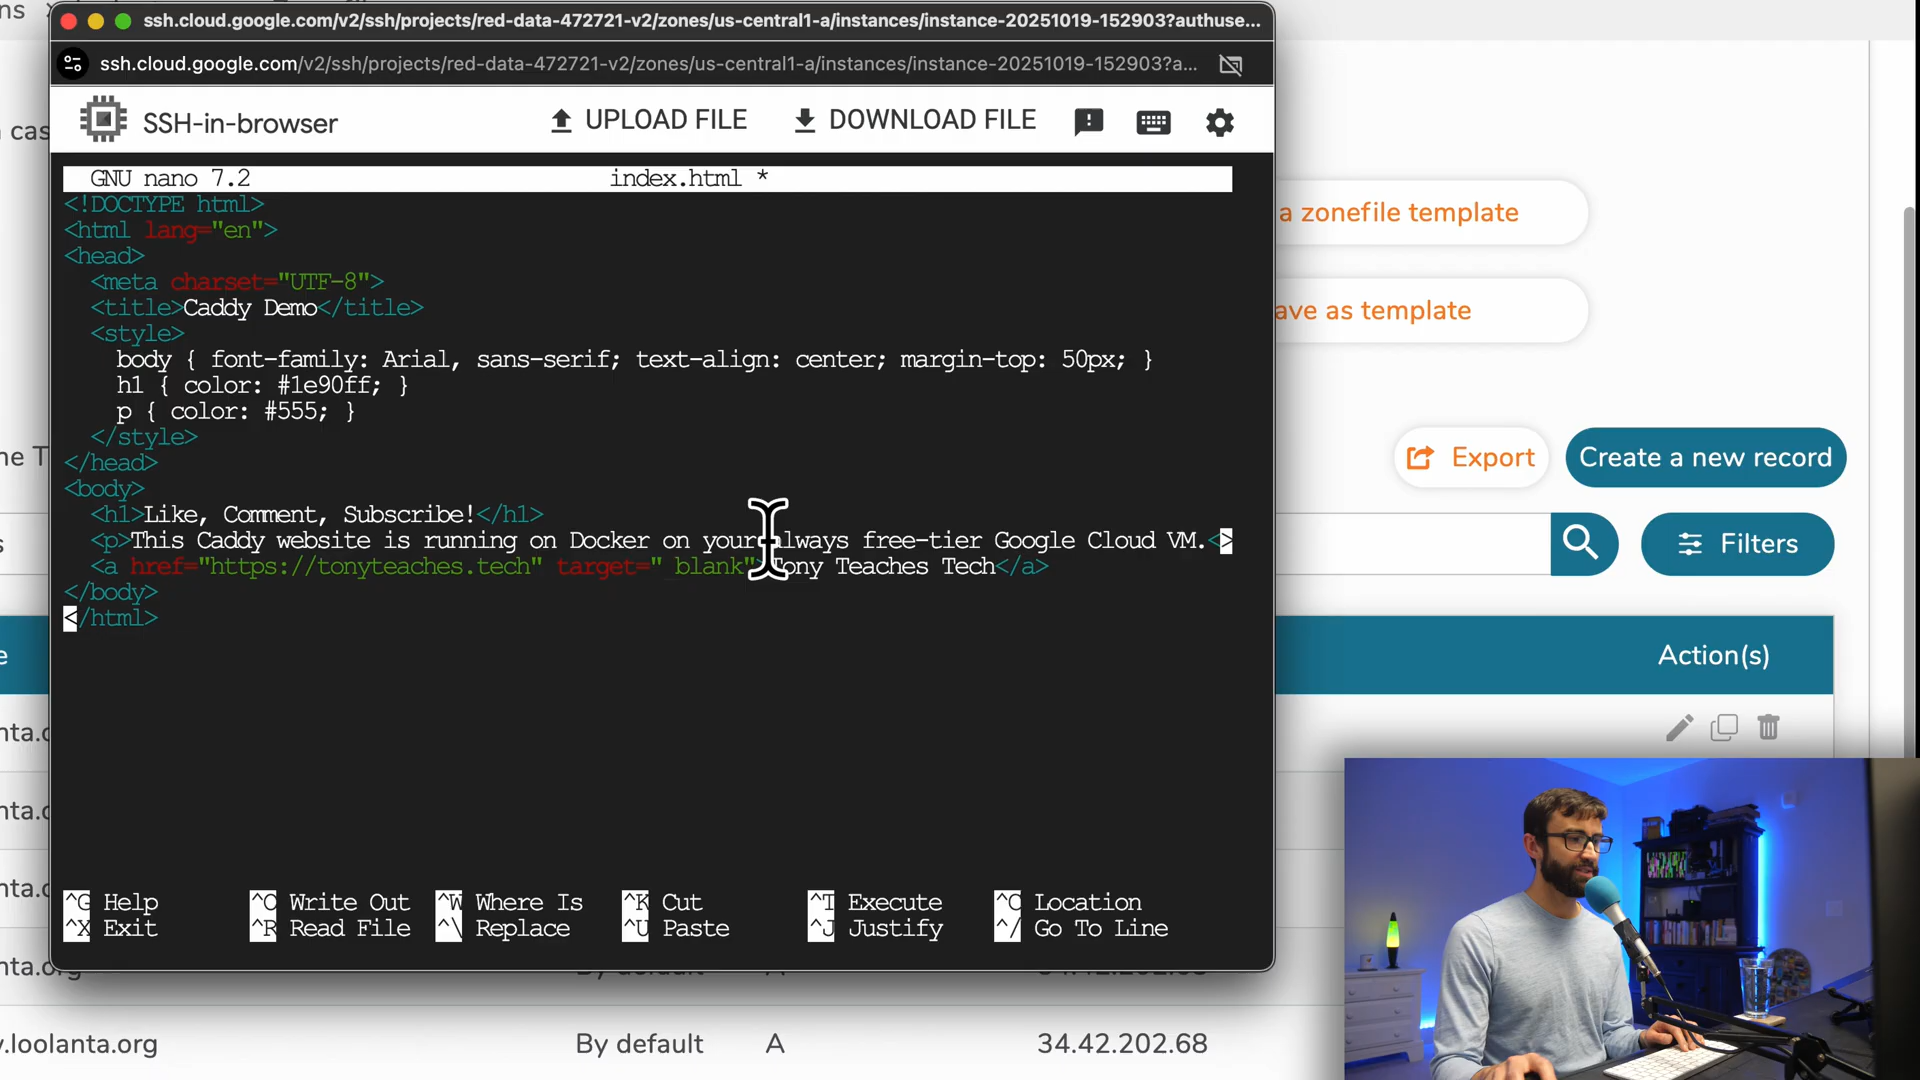 ssh.cloud.google.com/v2/ssh/projects/red-data-472721-v2/zones/us-central1-a/instances/instance-20251019-152903?authuse...
ssh.cloud.google.com/v2/ssh/projects/red-data-472721-v2/zones/us-central1-a/instances/instance-20251019-152903?a...
SSH-in-browser
UPLOAD FILE
DOWNLOAD FILE
GNU nano 7.2 index.html *
<!DOCTYPE html>
<html lang="en">
<head>
<meta charset="UTF-8">
<title>Caddy Demo</title>
<style>
body { font-family: Arial, sans-serif; text-align: center; margin-top: 50px; }
h1 { color: #1e90ff; }
p { color: #555; }
</style>
</head>
<body>
<h1>Like, Comment, Subscribe!</h1>
<p>This Caddy website is running on Docker on your always free-tier Google Cloud VM.<>
<a href="https://tonyteaches.tech" target="_blank">Tony Teaches Tech</a>
</body>
</html>
^G Help ^O Write Out ^W Where Is ^K Cut ^T Execute ^C Location
^X Exit ^R Read File ^\ Replace ^U Paste ^J Justify ^/ Go To Line
a zonefile template
ave as template
Export
Create a new record
Filters
Action(s)
.loolanta.org By default A 34.42.202.68